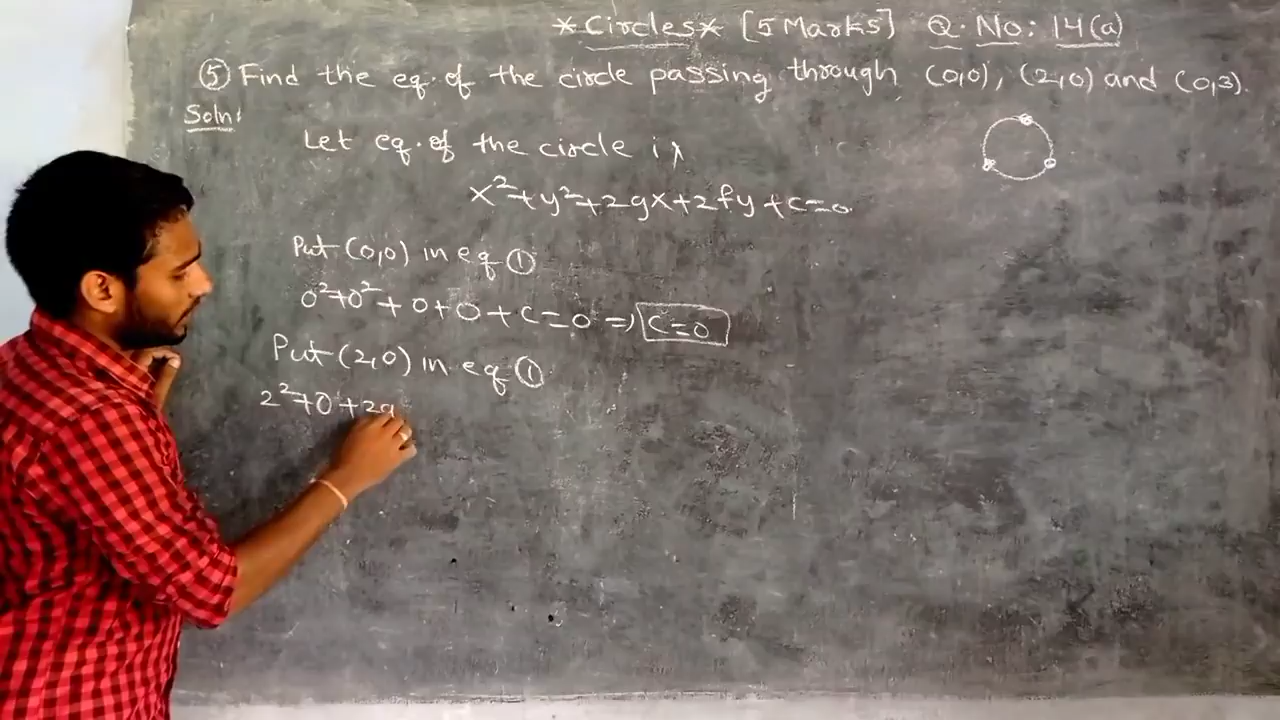 *Circles* [5 Marks] Q.No: 14(a)
⑤ Find the eq. of the circle passing through (0,0), (2,0) and (0,3).
Soln:
Let eq. of the circle is
x²+y²+2gx+2fy+c=0.
Put (0,0) in eq ①
0²+0²+0+0+c=0 ⇒ c=0
Put (2,0) in eq ①
2²+0+2g